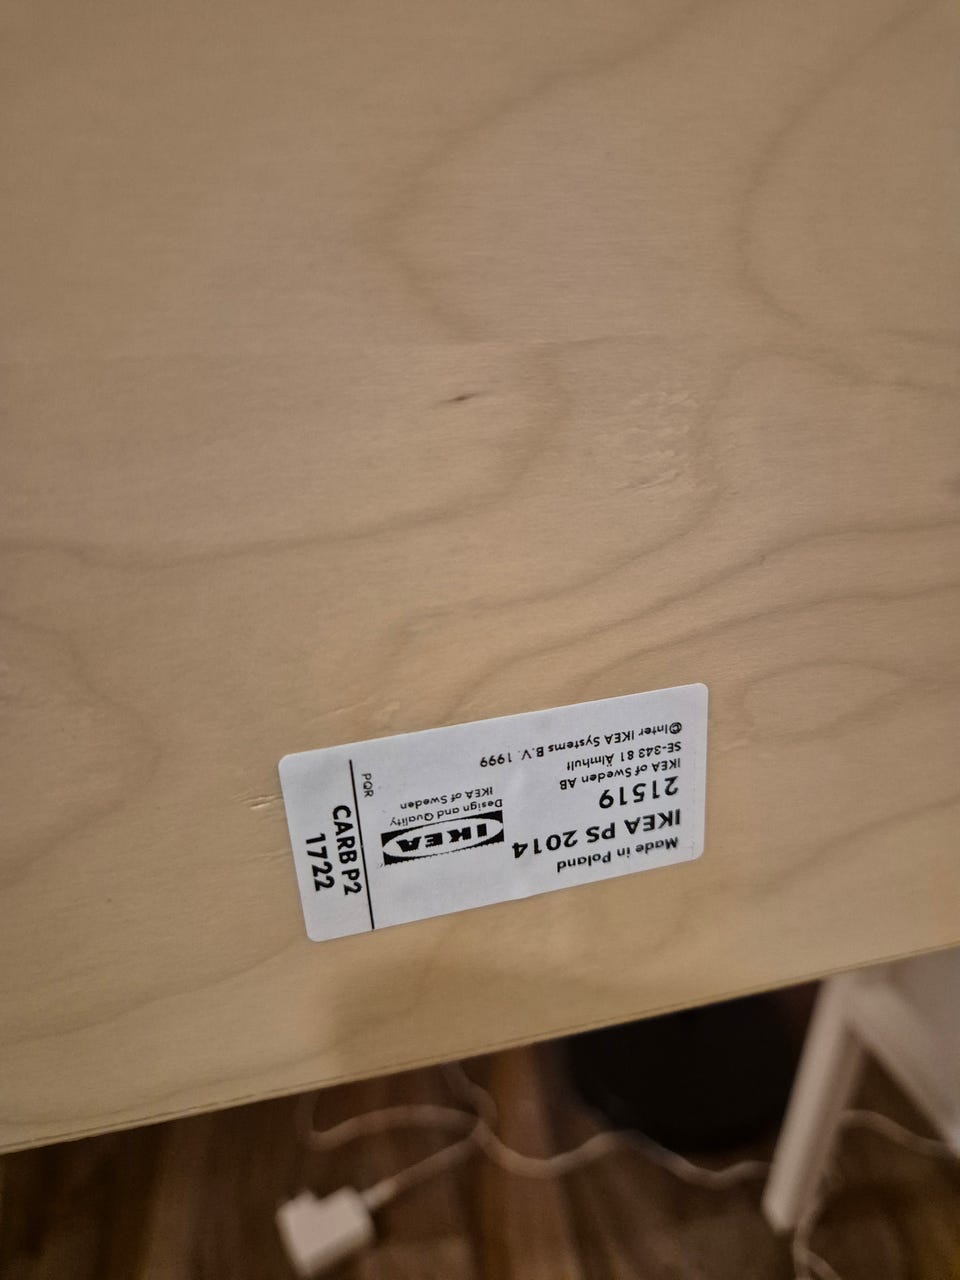 Made in Poland
IKEA PS 2014
21519
IKEA of Sweden AB
SE-343 81 Älmhult
©Inter IKEA Systems B.V. 1999
IKEA
Design and Quality
IKEA of Sweden
PQR
CARB P2
1722